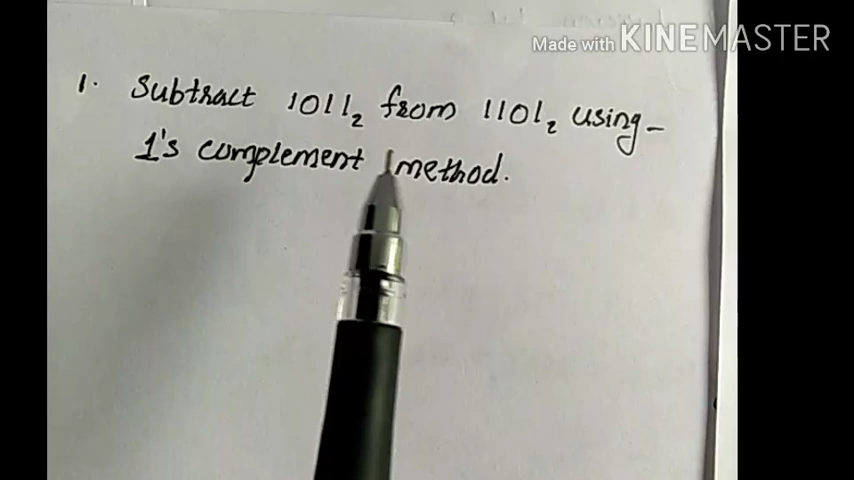 Made with KINEMASTER
1. Subtract 1011₂ from 1101₂ using
1's complement method.